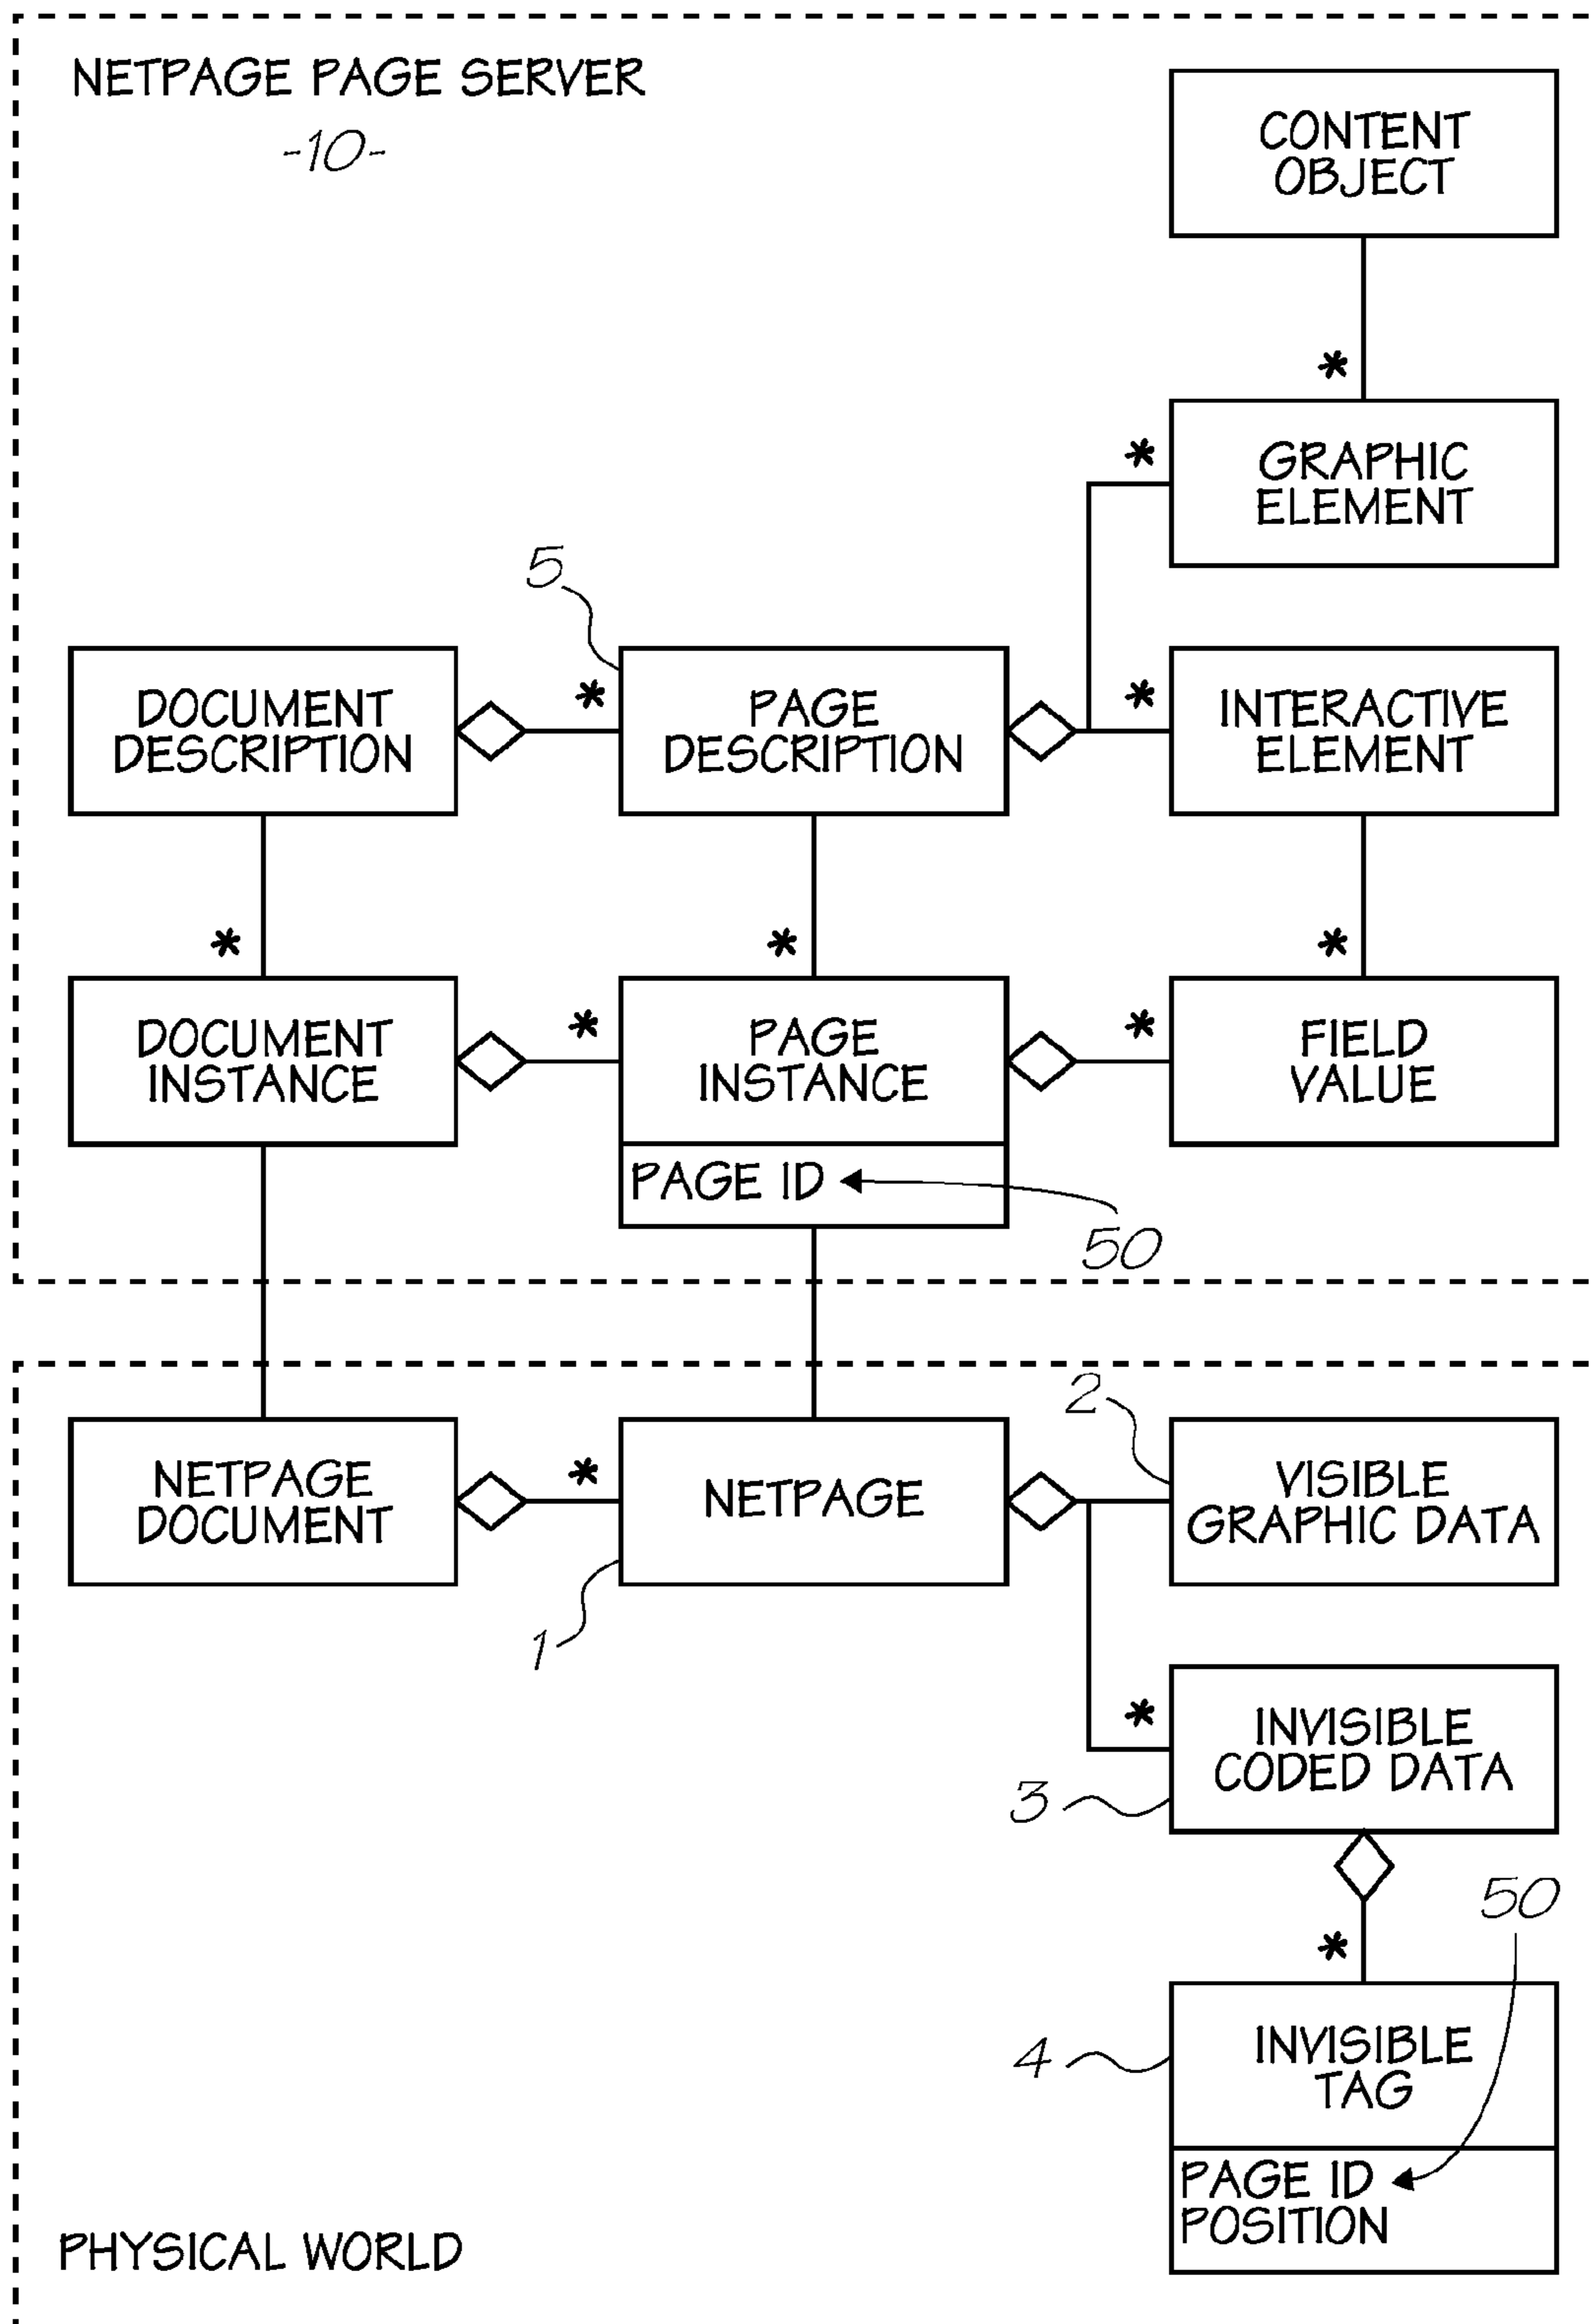 NETPAGE PAGE SERVER
-10-
CONTENT
OBJECT
*
*
GRAPHIC
ELEMENT
5
DOCUMENT
DESCRIPTION
*
PAGE
DESCRIPTION
*
INTERACTIVE
ELEMENT
*
*
*
DOCUMENT
INSTANCE
*
PAGE
INSTANCE
*
FIELD
VALUE
PAGE ID
50
2
NETPAGE
DOCUMENT
*
NETPAGE
VISIBLE
GRAPHIC DATA
1
*
INVISIBLE
CODED DATA
3
50
*
4
INVISIBLE
TAG
PAGE ID
POSITION
PHYSICAL WORLD